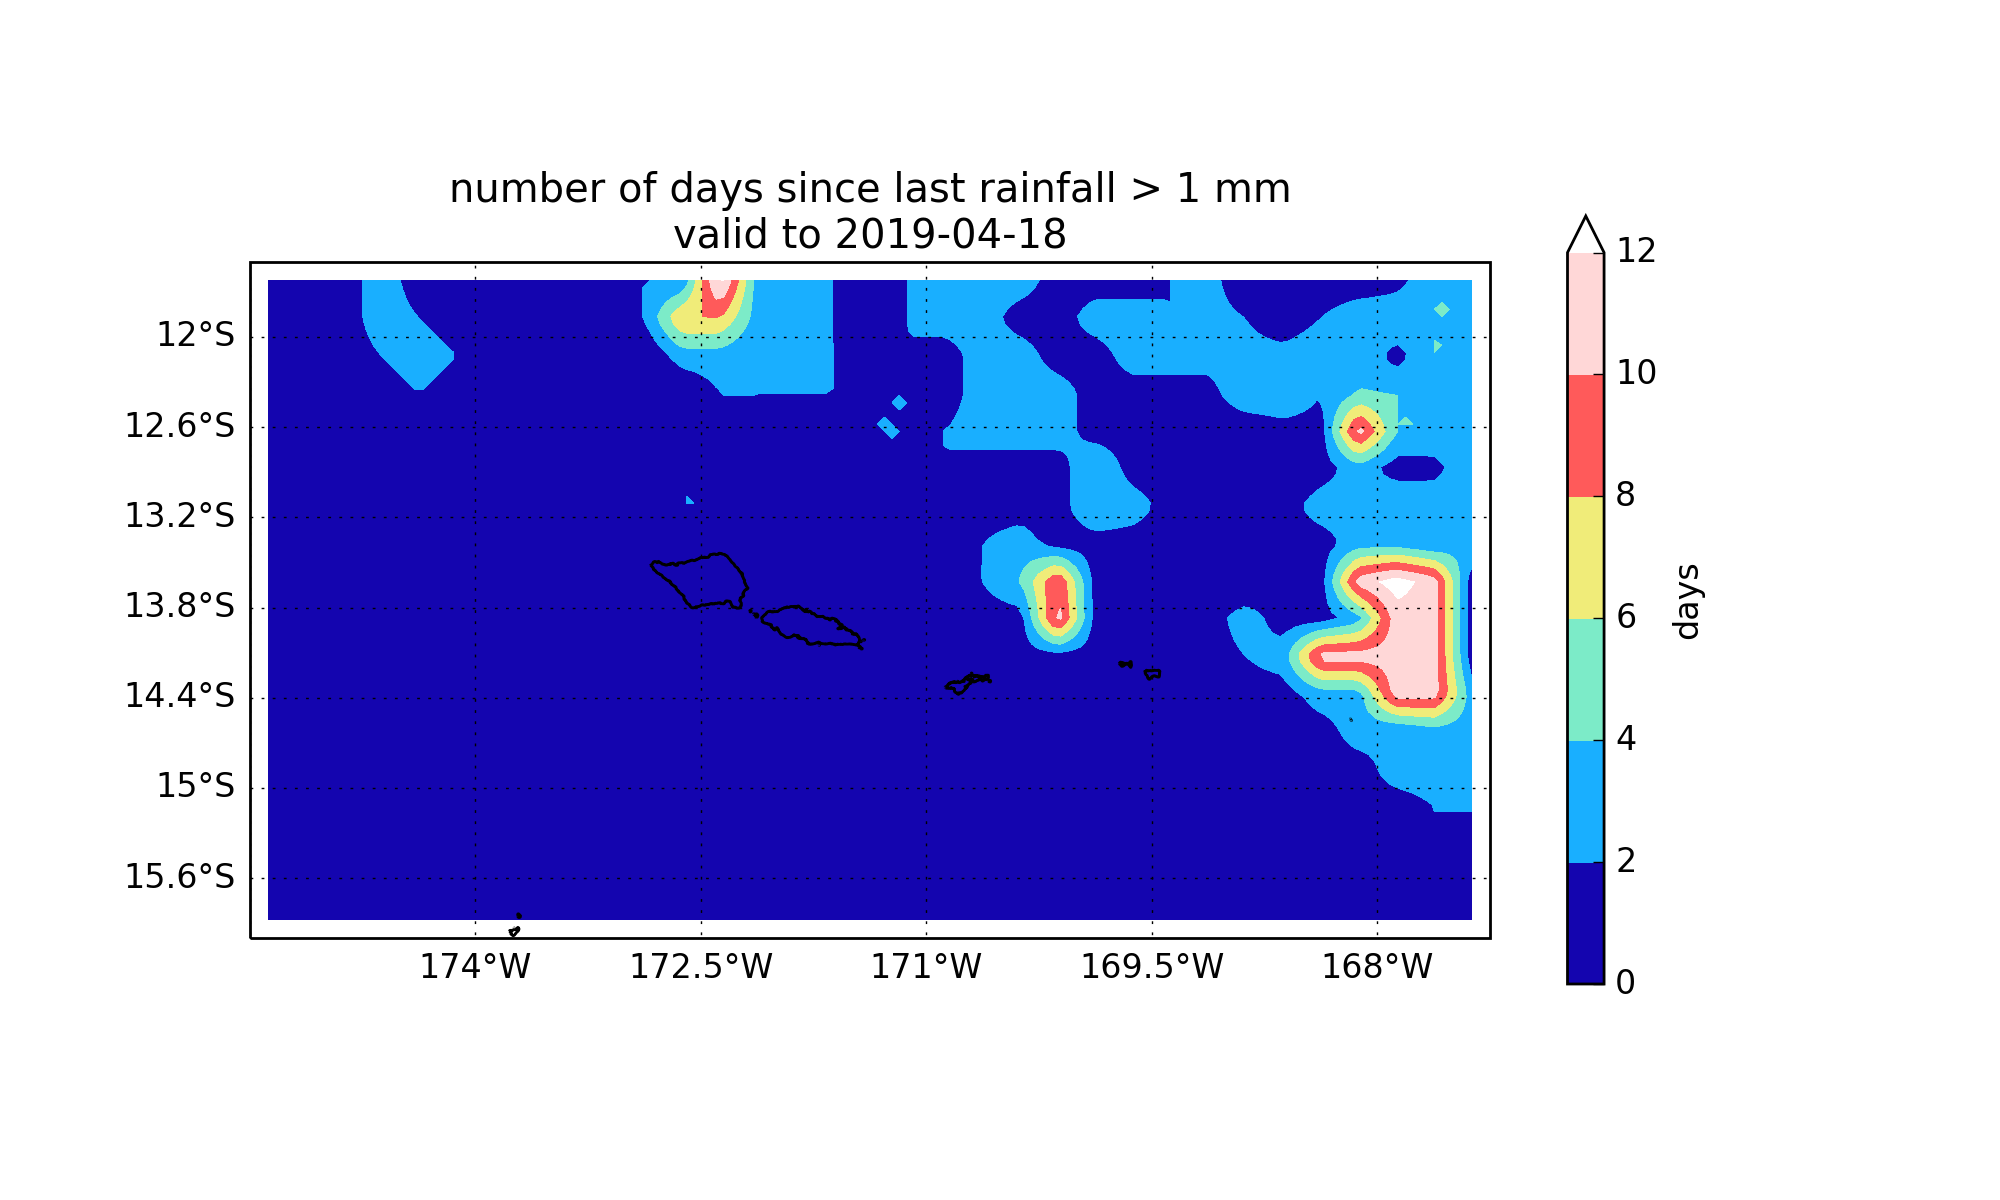 number of days since last rainfall > 1 mm
valid to 2019-04-18
12°S
12.6°S
13.2°S
13.8°S
14.4°S
15°S
15.6°S
174°W
172.5°W
171°W
169.5°W
168°W
12
10
8
6
4
2
0
days